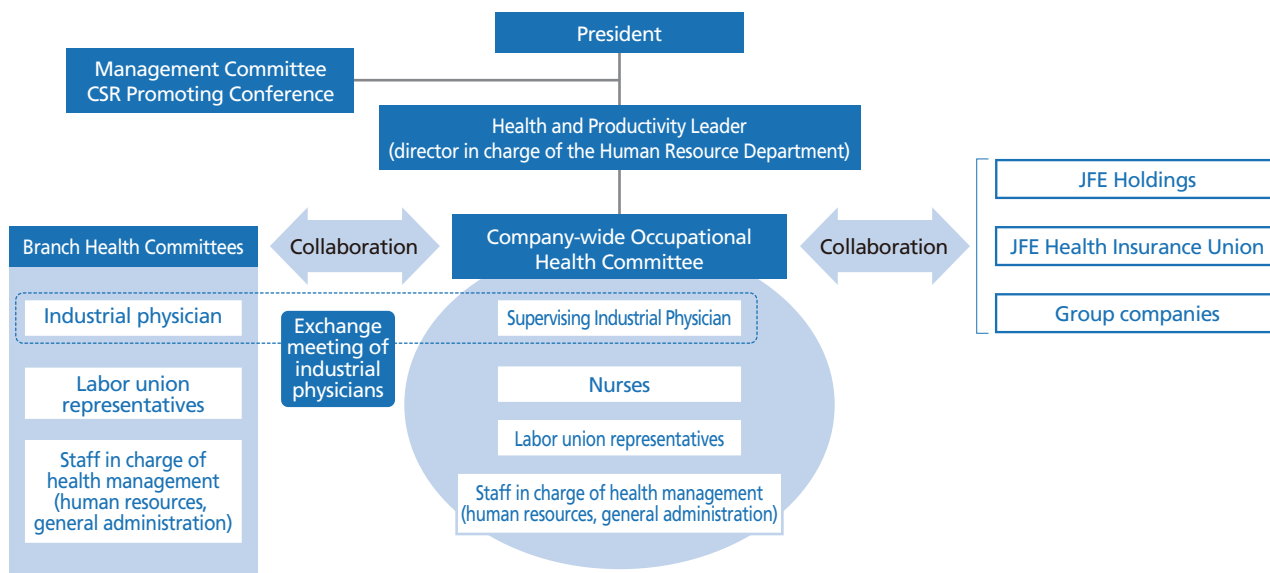 President
Management Committee
CSR Promoting Conference
Health and Productivity Leader
(director in charge of the Human Resource Department)
Branch Health Committees
Collaboration
Company-wide Occupational
Health Committee
Collaboration
JFE Holdings
JFE Health Insurance Union
Group companies
Industrial physician
Exchange
meeting of
industrial
physicians
Supervising Industrial Physician
Labor union
representatives
Nurses
Labor union representatives
Staff in charge of
health management
(human resources,
general administration)
Staff in charge of health management
(human resources, general administration)